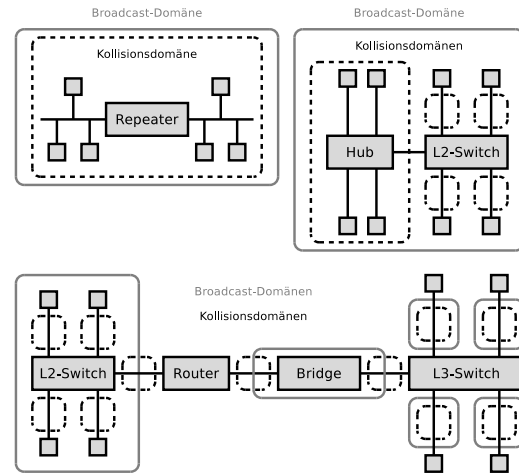 Broadcast-Domäne
Kollisionsdomäne
Repeater
Broadcast-Domäne
Kollisionsdomänen
Hub
L2-Switch
Broadcast-Domänen
Kollisionsdomänen
L2-Switch
Router
Bridge
L3-Switch